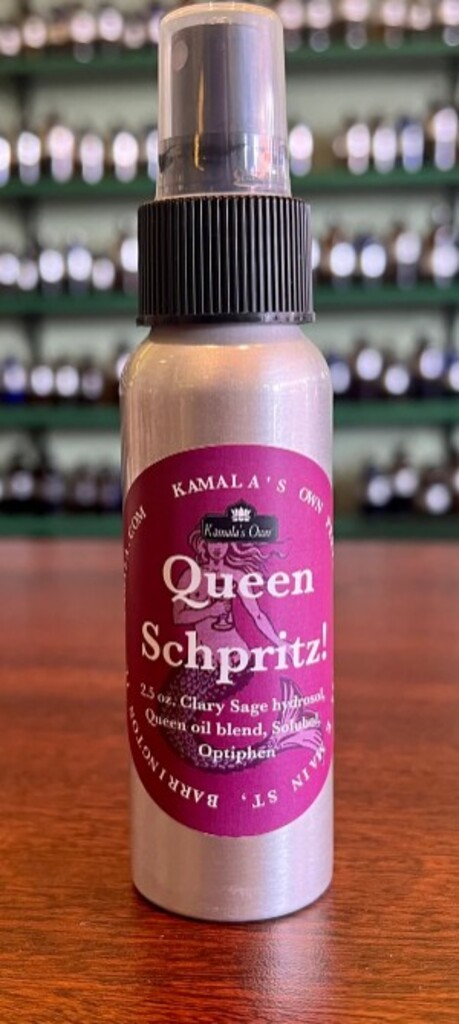 KAMALA'S OWN
Kamala's Own
Queen
Schpritz!
2.5 oz. Clary Sage hydrosol,
Queen oil blend, Solubol,
Optiphen
MAIN ST, BARRINGTON
.COM